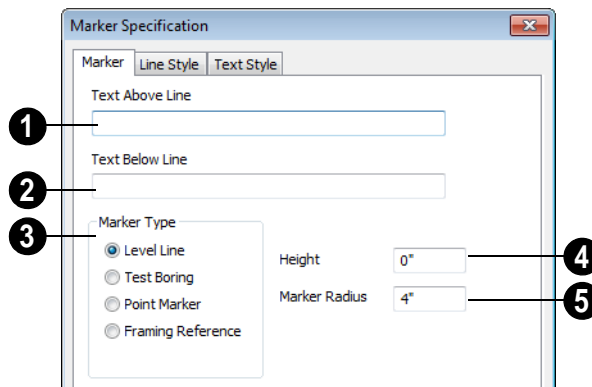 Marker Specification
Marker Line Style Text Style
Text Above Line
1
Text Below Line
2
3 Marker Type
Level Line
Height 0" 4
Test Boring
Marker Radius 4" 5
Point Marker
Framing Reference